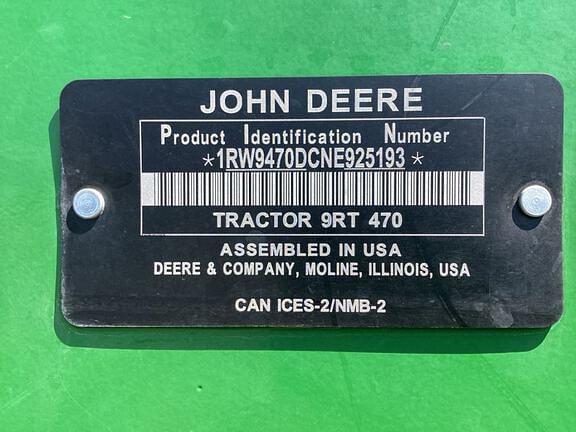 JOHN DEERE
Product Identification Number
*1RW9470DCNE925193*
TRACTOR 9RT 470
ASSEMBLED IN USA
DEERE & COMPANY, MOLINE, ILLINOIS, USA
CAN ICES-2/NMB-2